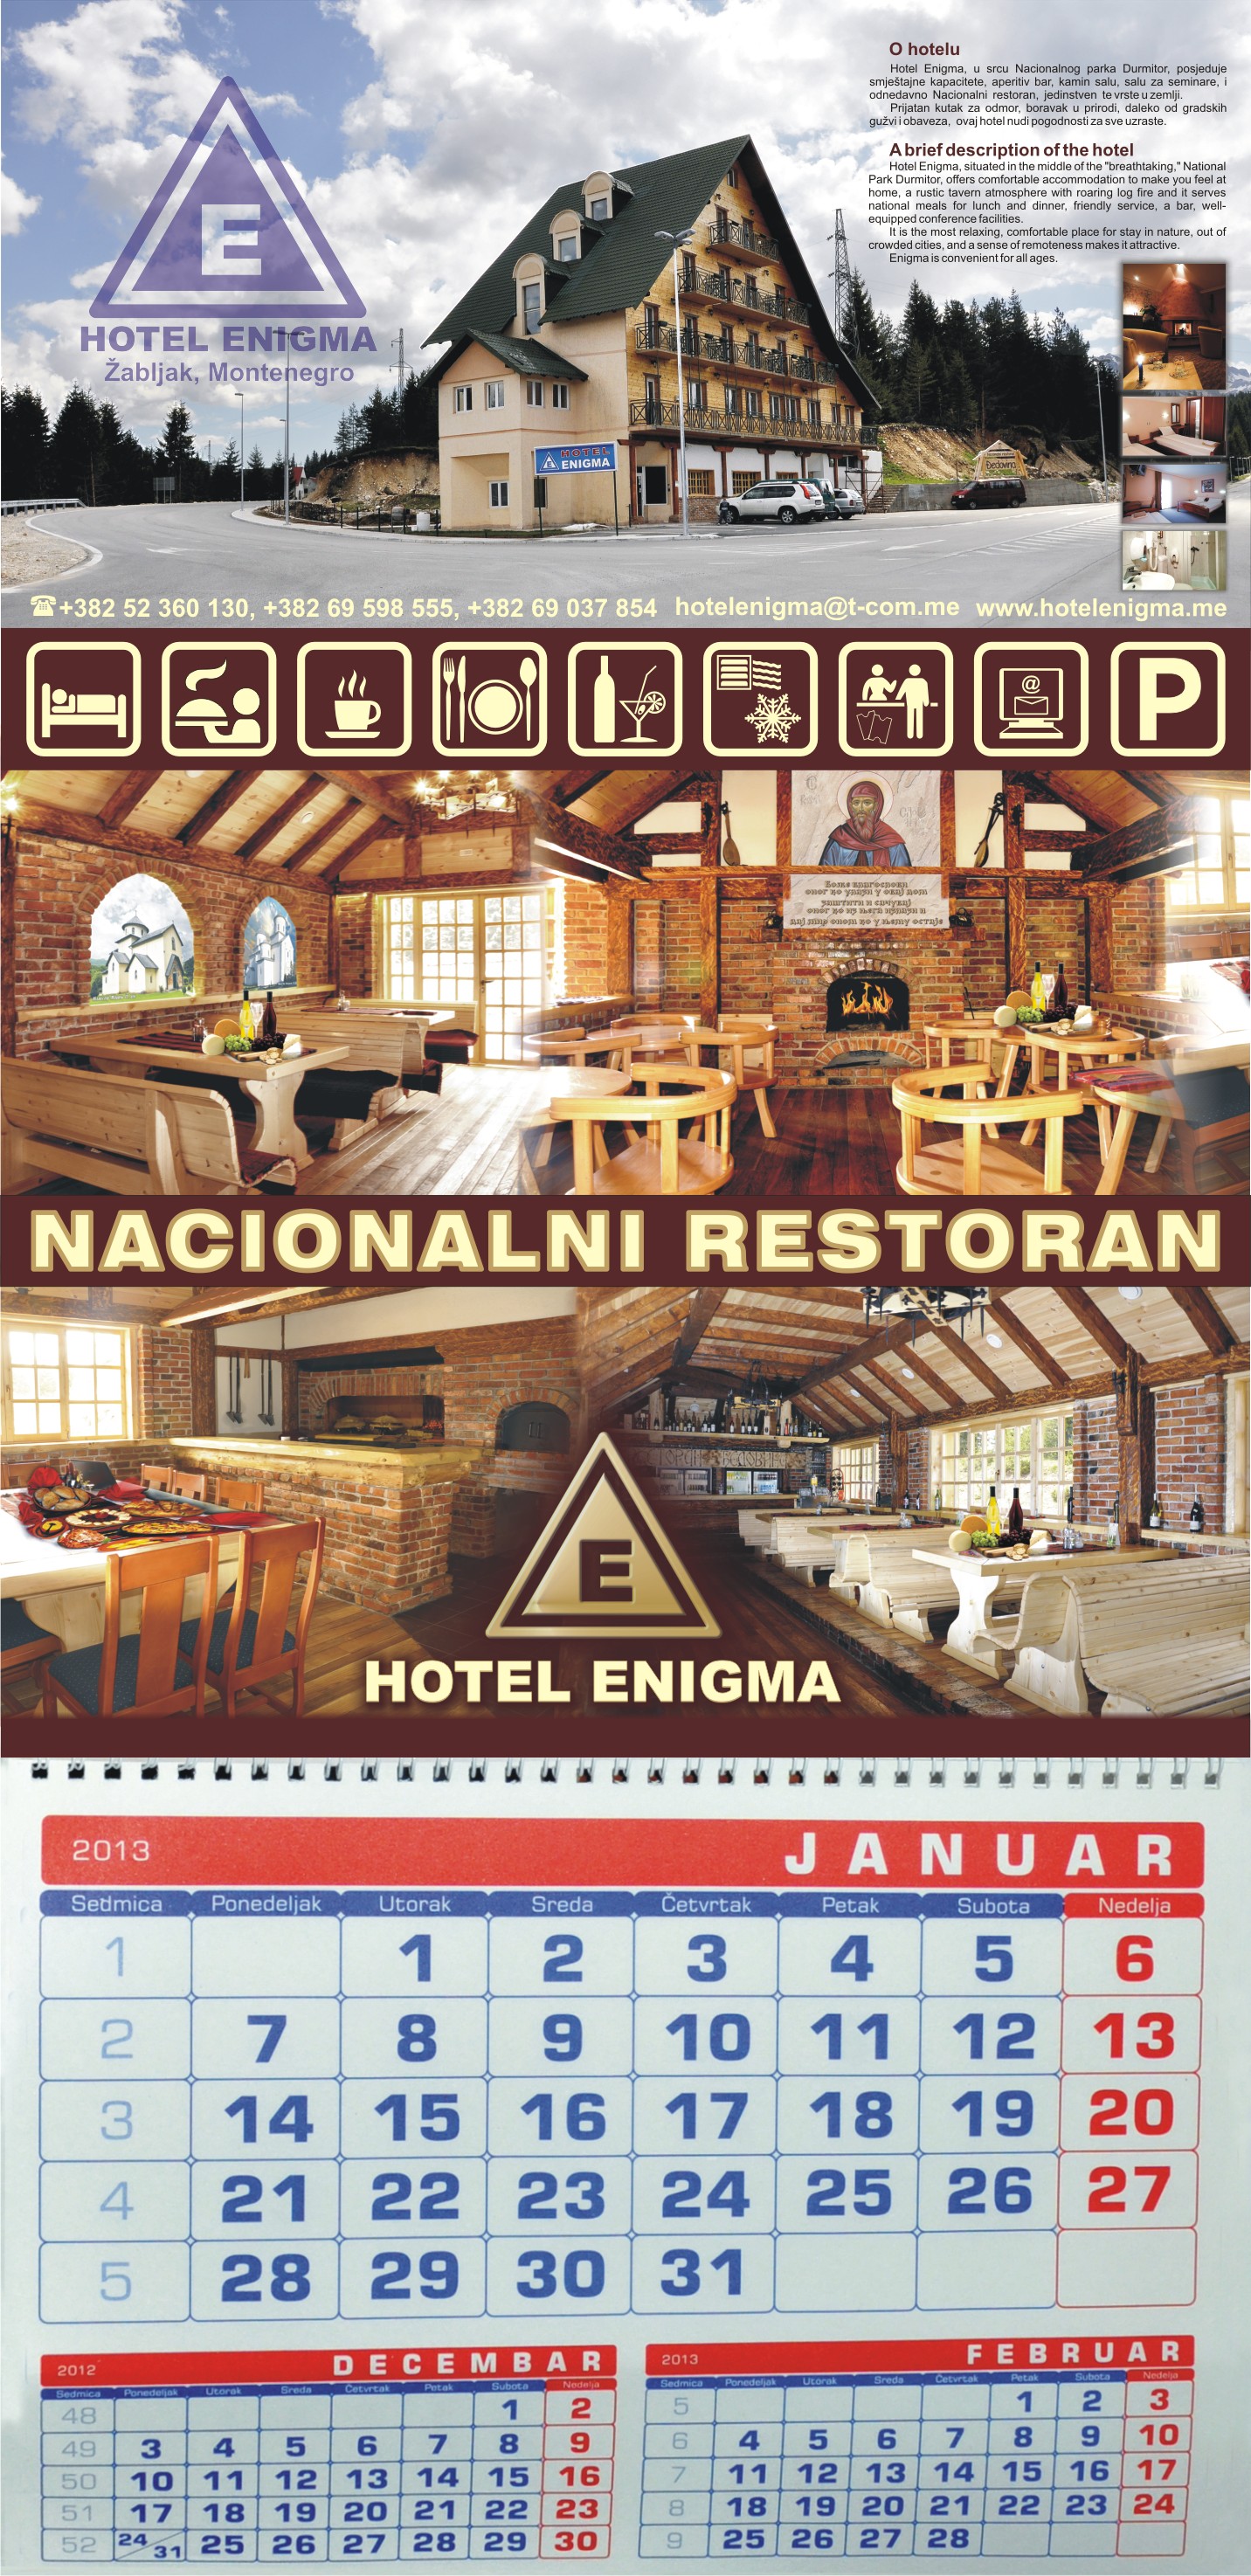 O hotelu
Hotel Enigma, u srcu Nacionalnog parka Durmitor, posjeduje
smještajne kapacitete, aperitiv bar, kamin salu, salu za seminare, i
odnedavno Nacionalni restoran, jedinstven te vrste u zemlji.
Prijatan kutak za odmor, boravak u prirodi, daleko od gradskih
gužvi i obaveza, ovaj hotel nudi pogodnosti za sve uzraste.
A brief description of the hotel
Hotel Enigma, situated in the middle of the "breathtaking," National
Park Durmitor, offers comfortable accommodation to make you feel at
home, a rustic tavern atmosphere with roaring log fire and it serves
national meals for lunch and dinner, friendly service, a bar, well-
equipped conference facilities.
It is the most relaxing, comfortable place for stay in nature, out of
crowded cities, and a sense of remoteness makes it attractive.
Enigma is convenient for all ages.
E
HOTEL ENIGMA
Žabljak, Montenegro
E HOTEL
ENIGMA
Đedovina
+382 52 360 130, +382 69 598 555, +382 69 037 854 hotelenigma@t-com.me www.hotelenigma.me
@
P
NACIONALNI RESTORAN
E
HOTEL ENIGMA
2013 JANUAR
Sedmica Ponedeljak Utorak Sreda Četvrtak Petak Subota Nedelja
1 1 2 3 4 5 6
2 7 8 9 10 11 12 13
3 14 15 16 17 18 19 20
4 21 22 23 24 25 26 27
5 28 29 30 31
2012 DECEMBAR
Sedmica Ponedeljak Utorak Sreda Četvrtak Petak Subota Nedelja
48 1 2
49 3 4 5 6 7 8 9
50 10 11 12 13 14 15 16
51 17 18 19 20 21 22 23
52 24 31 25 26 27 28 29 30
2013 FEBRUAR
Sedmica Ponedeljak Utorak Sreda Četvrtak Petak Subota Nedelja
5 1 2 3
6 4 5 6 7 8 9 10
7 11 12 13 14 15 16 17
8 18 19 20 21 22 23 24
9 25 26 27 28